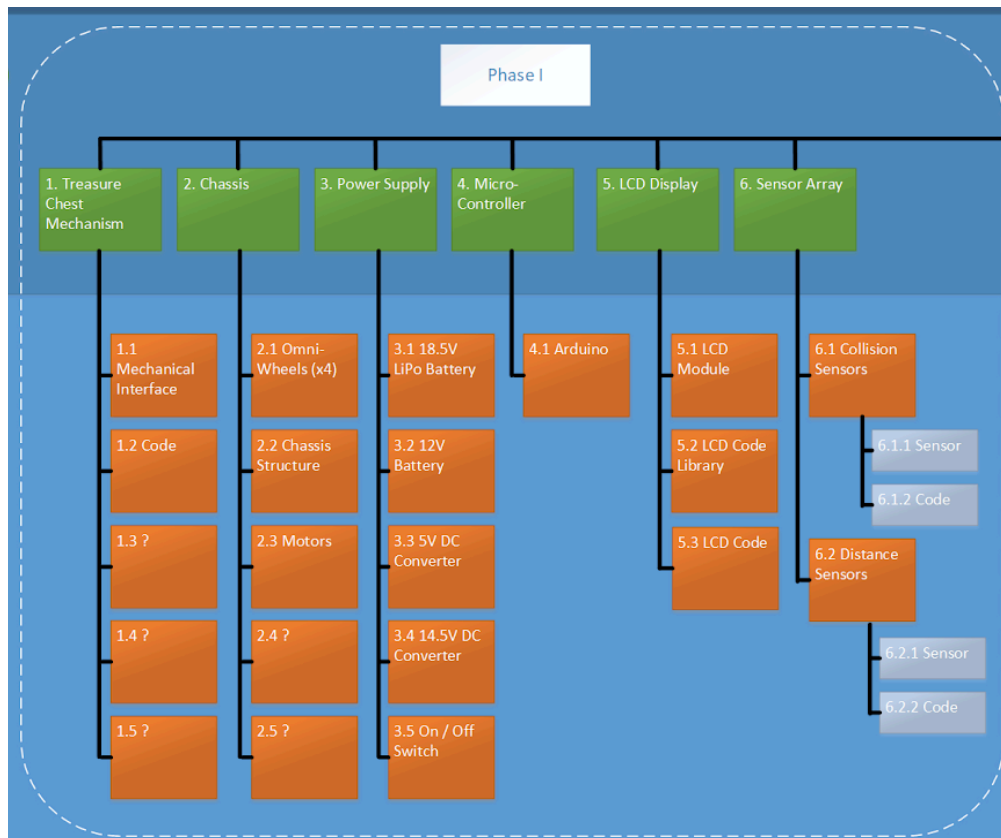 Phase I
1. Treasure
Chest
Mechanism
2. Chassis
3. Power Supply
4. Micro-
Controller
5. LCD Display
6. Sensor Array
1.1
Mechanical
Interface
1.2 Code
1.3 ?
1.4 ?
1.5 ?
2.1 Omni-
Wheels (x4)
2.2 Chassis
Structure
2.3 Motors
2.4 ?
2.5 ?
3.1 18.5V
LiPo Battery
3.2 12V
Battery
3.3 5V DC
Converter
3.4 14.5V DC
Converter
3.5 On / Off
Switch
4.1 Arduino
5.1 LCD
Module
5.2 LCD Code
Library
5.3 LCD Code
6.1 Collision
Sensors
6.1.1 Sensor
6.1.2 Code
6.2 Distance
Sensors
6.2.1 Sensor
6.2.2 Code